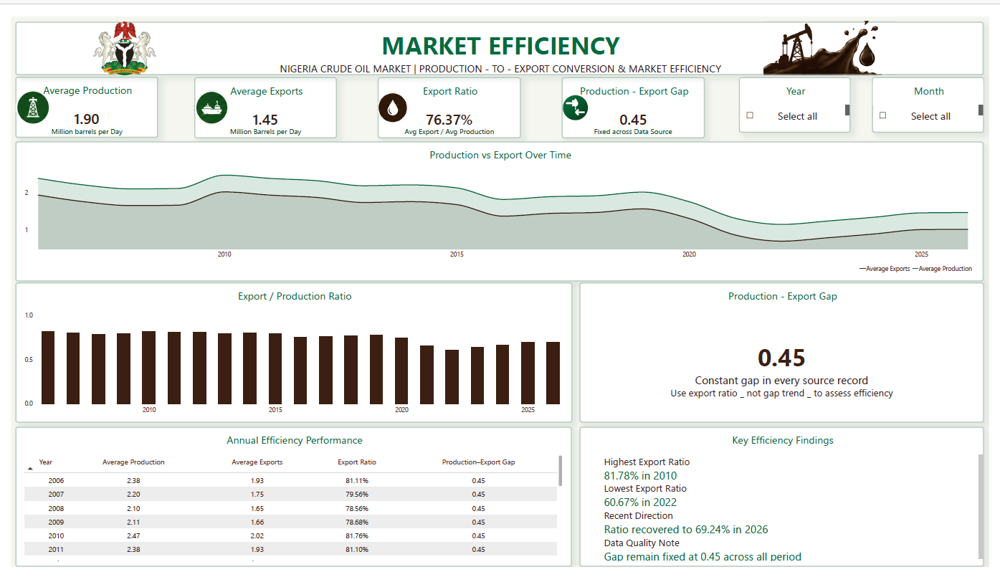 MARKET EFFICIENCY
NIGERIA CRUDE OIL MARKET | PRODUCTION - TO - EXPORT CONVERSION & MARKET EFFICIENCY
Average Production
1.90
Million barrels per Day
Average Exports
1.45
Million Barrels per Day
Export Ratio
76.37%
Avg Export / Avg Production
Production - Export Gap
0.45
Fixed across Data Source
Year
Select all
Month
Select all
Production vs Export Over Time
2
1
2010 2015 2020 2025
Average Exports Average Production
Export / Production Ratio
1.0
0.5
0.0
2010 2015 2020 2025
Production - Export Gap
0.45
Constant gap in every source record
Use export ratio _ not gap trend _ to assess efficiency
Annual Efficiency Performance
Year Average Production Average Exports Export Ratio Production–Export Gap
2006 2.38 1.93 81.11% 0.45
2007 2.20 1.75 79.56% 0.45
2008 2.10 1.65 78.56% 0.45
2009 2.11 1.66 78.68% 0.45
2010 2.47 2.02 81.76% 0.45
2011 2.38 1.93 81.10% 0.45
Key Efficiency Findings
Highest Export Ratio
81.78% in 2010
Lowest Export Ratio
60.67% in 2022
Recent Direction
Ratio recovered to 69.24% in 2026
Data Quality Note
Gap remain fixed at 0.45 across all period